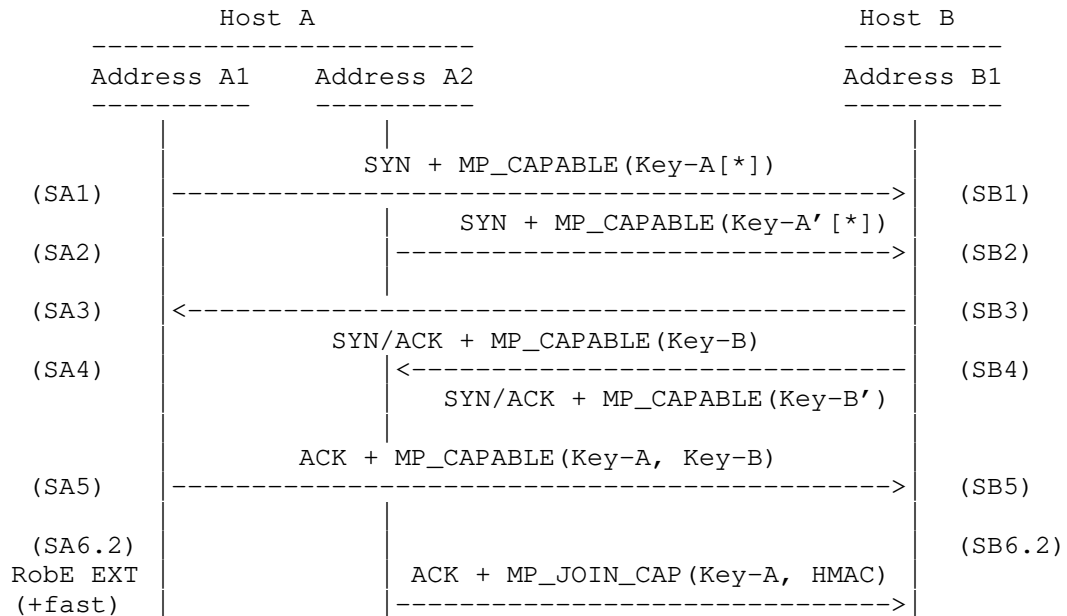 Host A Host B
Address A1 Address A2 Address B1
SYN + MP_CAPABLE(Key-A[*])
(SA1) (SB1)
SYN + MP_CAPABLE(Key-A'[*])
(SA2) (SB2)
(SA3) (SB3)
SYN/ACK + MP_CAPABLE(Key-B)
(SA4) (SB4)
SYN/ACK + MP_CAPABLE(Key-B')
ACK + MP_CAPABLE(Key-A, Key-B)
(SA5) (SB5)
(SA6.2) (SB6.2)
RobE EXT ACK + MP_JOIN_CAP(Key-A, HMAC)
(+fast)